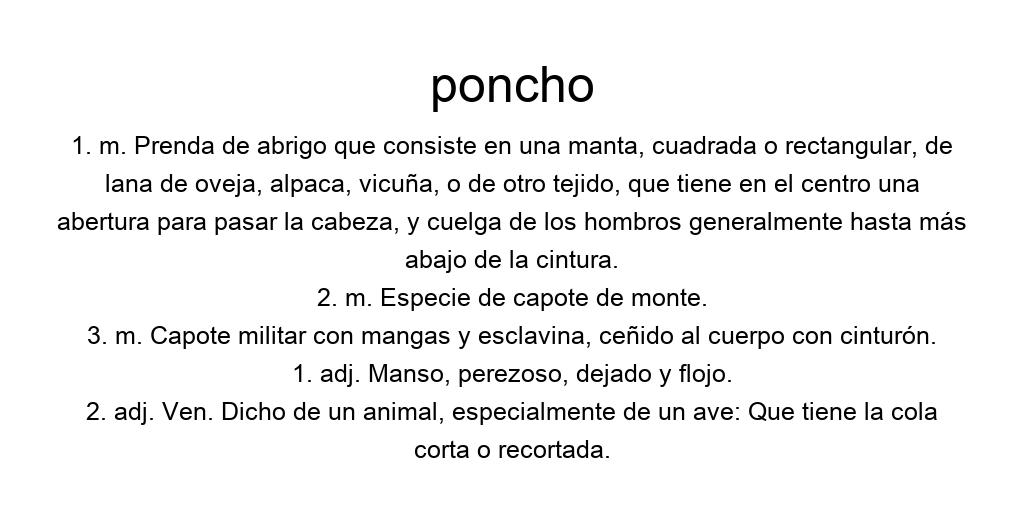 poncho
1. m. Prenda de abrigo que consiste en una manta, cuadrada o rectangular, de
lana de oveja, alpaca, vicuña, o de otro tejido, que tiene en el centro una
abertura para pasar la cabeza, y cuelga de los hombros generalmente hasta más
abajo de la cintura.
2. m. Especie de capote de monte.
3. m. Capote militar con mangas y esclavina, ceñido al cuerpo con cinturón.
1. adj. Manso, perezoso, dejado y flojo.
2. adj. Ven. Dicho de un animal, especialmente de un ave: Que tiene la cola
corta o recortada.